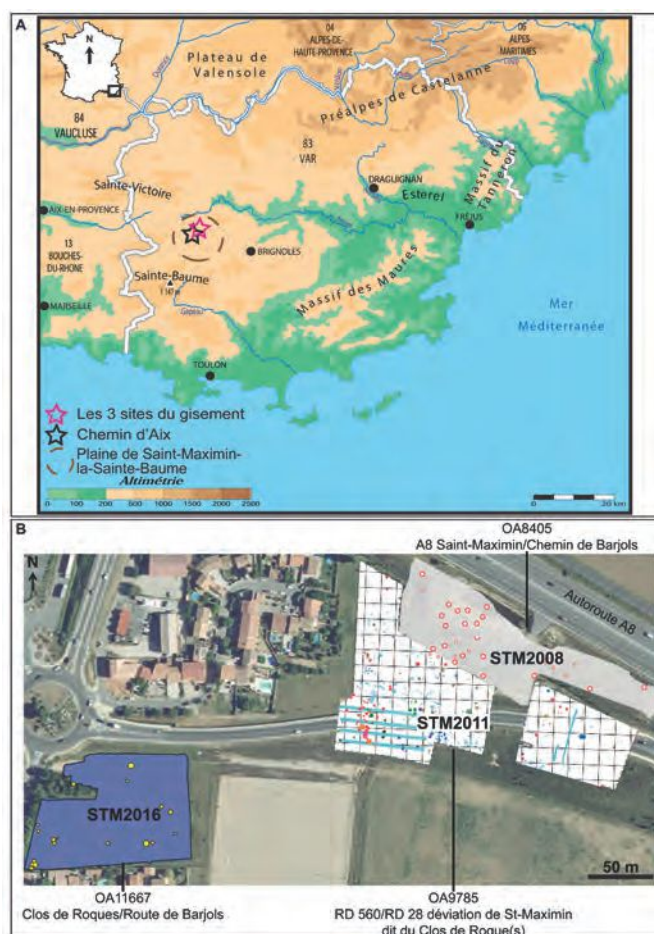 A
N
04
ALPES-DE-
HAUTE-PROVENCE
06
ALPES-
MARITIMES
Plateau de
Valensole
Préalpes de Castelanne
84
VAUCLUSE
83
VAR
Massif du
Tanneron
DRAGUIGNAN
Esterel
FRÉJUS
Sainte-Victoire
AIX-EN-PROVENCE
13
BOUCHES-
DU-RHONE
BRIGNOLES
Sainte-Baume
Massif des Maures
MARSEILLE
Gapeau
Mer
Méditerranée
TOULON
Les 3 sites du gisement
Chemin d'Aix
Plaine de Saint-Maximin-
la-Sainte-Baume
Altimétrie
0 100 200 1000 1500 2000 2500
20 km
B
OA8405
A8 Saint-Maximin/Chemin de Barjols
N
Autoroute A8
STM2008
STM2011
STM2016
50 m
OA11667
Clos de Roques/Route de Barjols
OA9785
RD 560/RD 28 déviation de St-Maximin
dit du Clos de Roque(s)